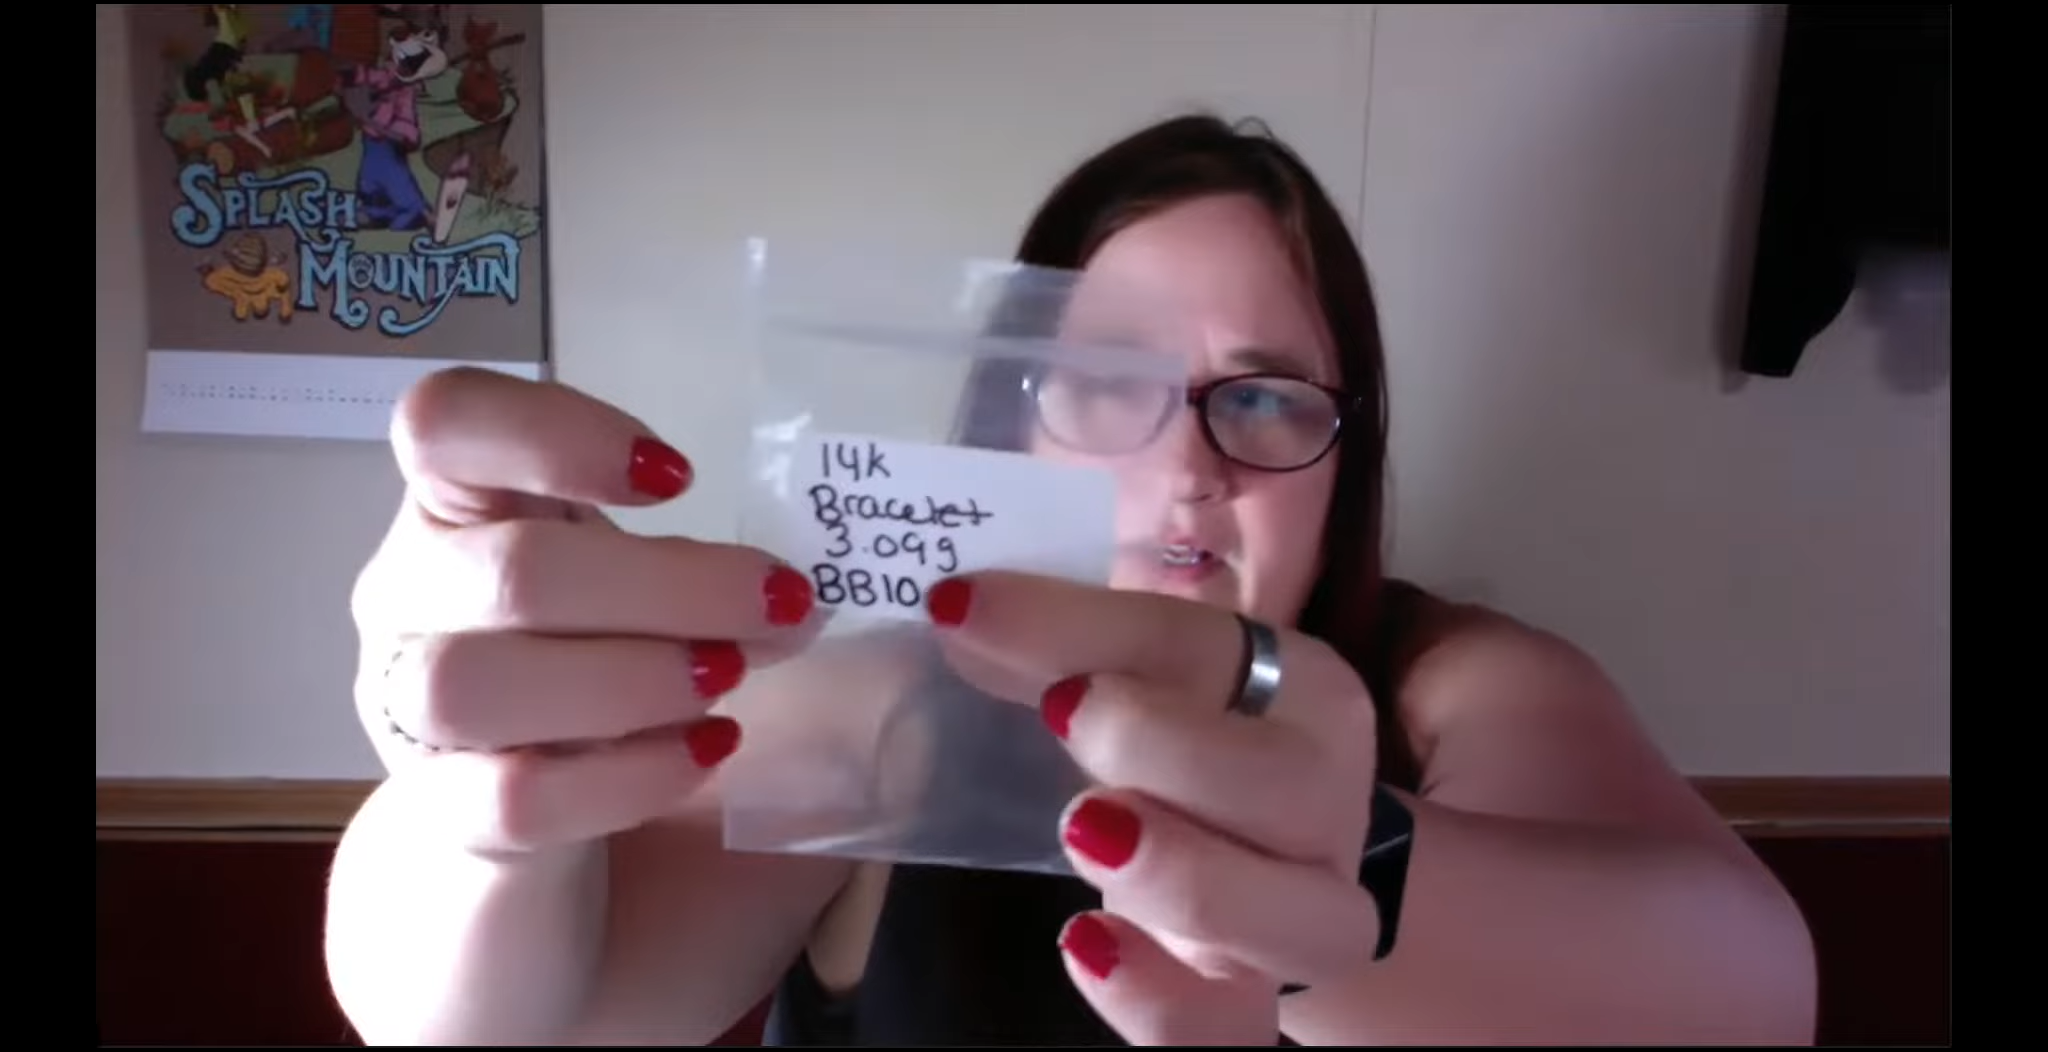 SPLASH
MOUNTAIN
14k
Bracelet
3.09g
BB10